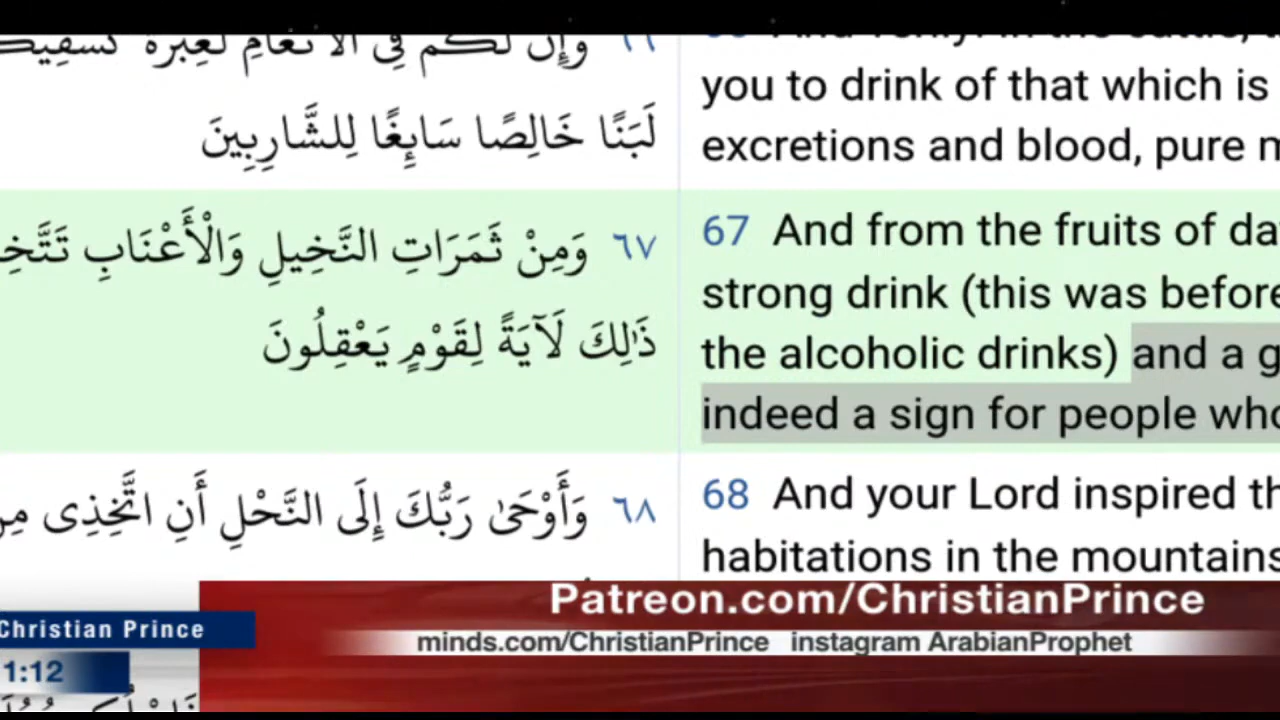 وَإِنَّ لَكُمْ فِى الْأَنْعَامِ لَعِبْرَةً ٦٦
لَبَنًا خَالِصًا سَايِٕغًا لِلشَّارِبِينَ
وَمِنْ ثَمَرَاتِ النَّخِيلِ وَالْأَعْنَابِ ٦٧
ذَٰلِكَ لَآيَةً لِقَوْمٍ يَعْقِلُونَ
وَأَوْحَىٰ رَبُّكَ إِلَى النَّحْلِ أَنِ اتَّخِذِى ٦٨
you to drink of that which is
excretions and blood, pure
67 And from the fruits of
strong drink (this was before
the alcoholic drinks) and a
indeed a sign for people
68 And your Lord inspired
habitations in the mountains
Patreon.com/ChristianPrince
Christian Prince
minds.com/ChristianPrince instagram ArabianProphet
1:12